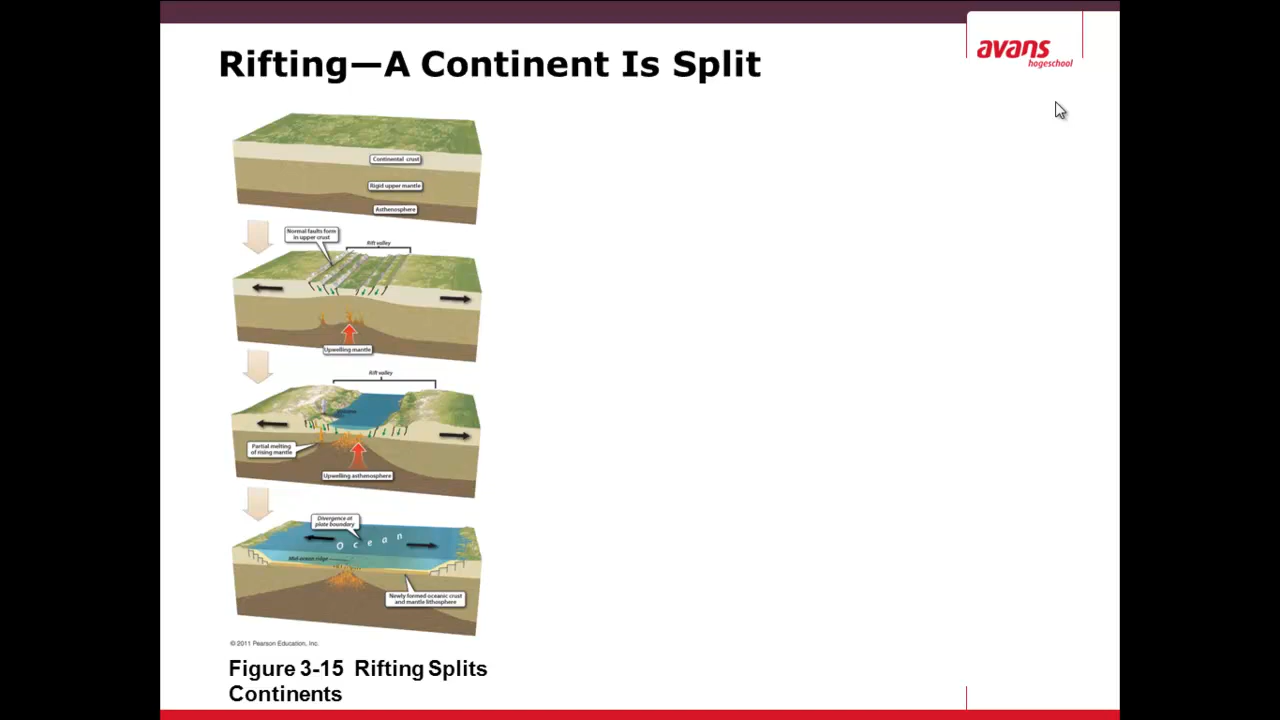 Rifting—A Continent Is Split
avans
hogeschool
Continental crust
Rigid upper mantle
Asthenosphere
Normal faults form
in upper crust
Rift valley
Upwelling mantle
Rift valley
Partial melting
of rising mantle
Upwelling asthenosphere
Divergence at
plate boundary
Ocean
Mid-ocean ridge
Newly formed oceanic crust
and mantle lithosphere
© 2011 Pearson Education, Inc.
Figure 3-15 Rifting Splits
Continents